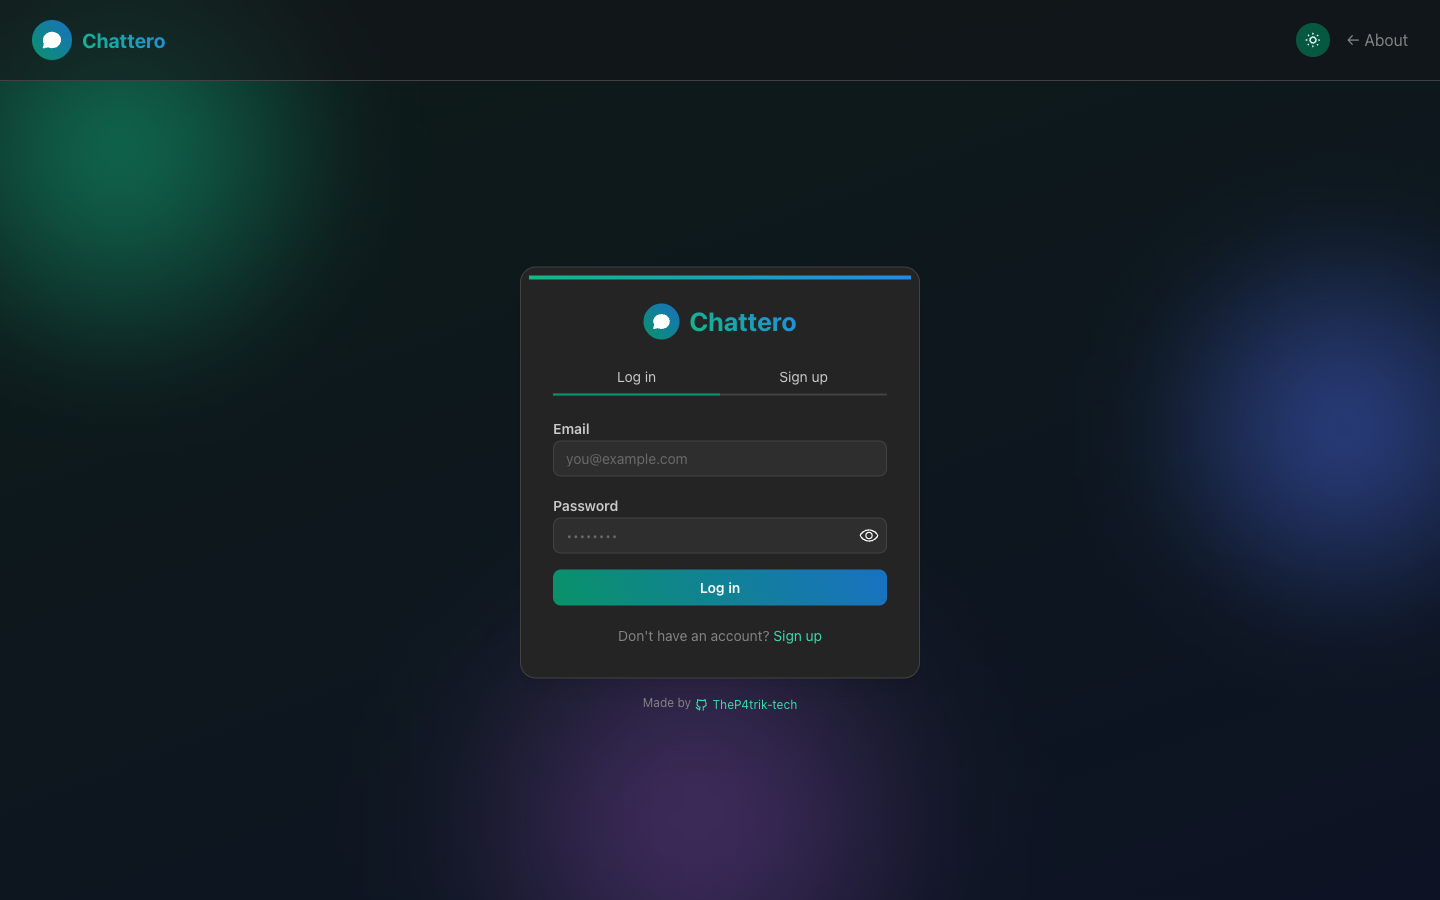 Chattero
← About
Chattero
Log in Sign up
Email
you@example.com
Password
••••••••
Log in
Don't have an account? Sign up
Made by TheP4trik-tech